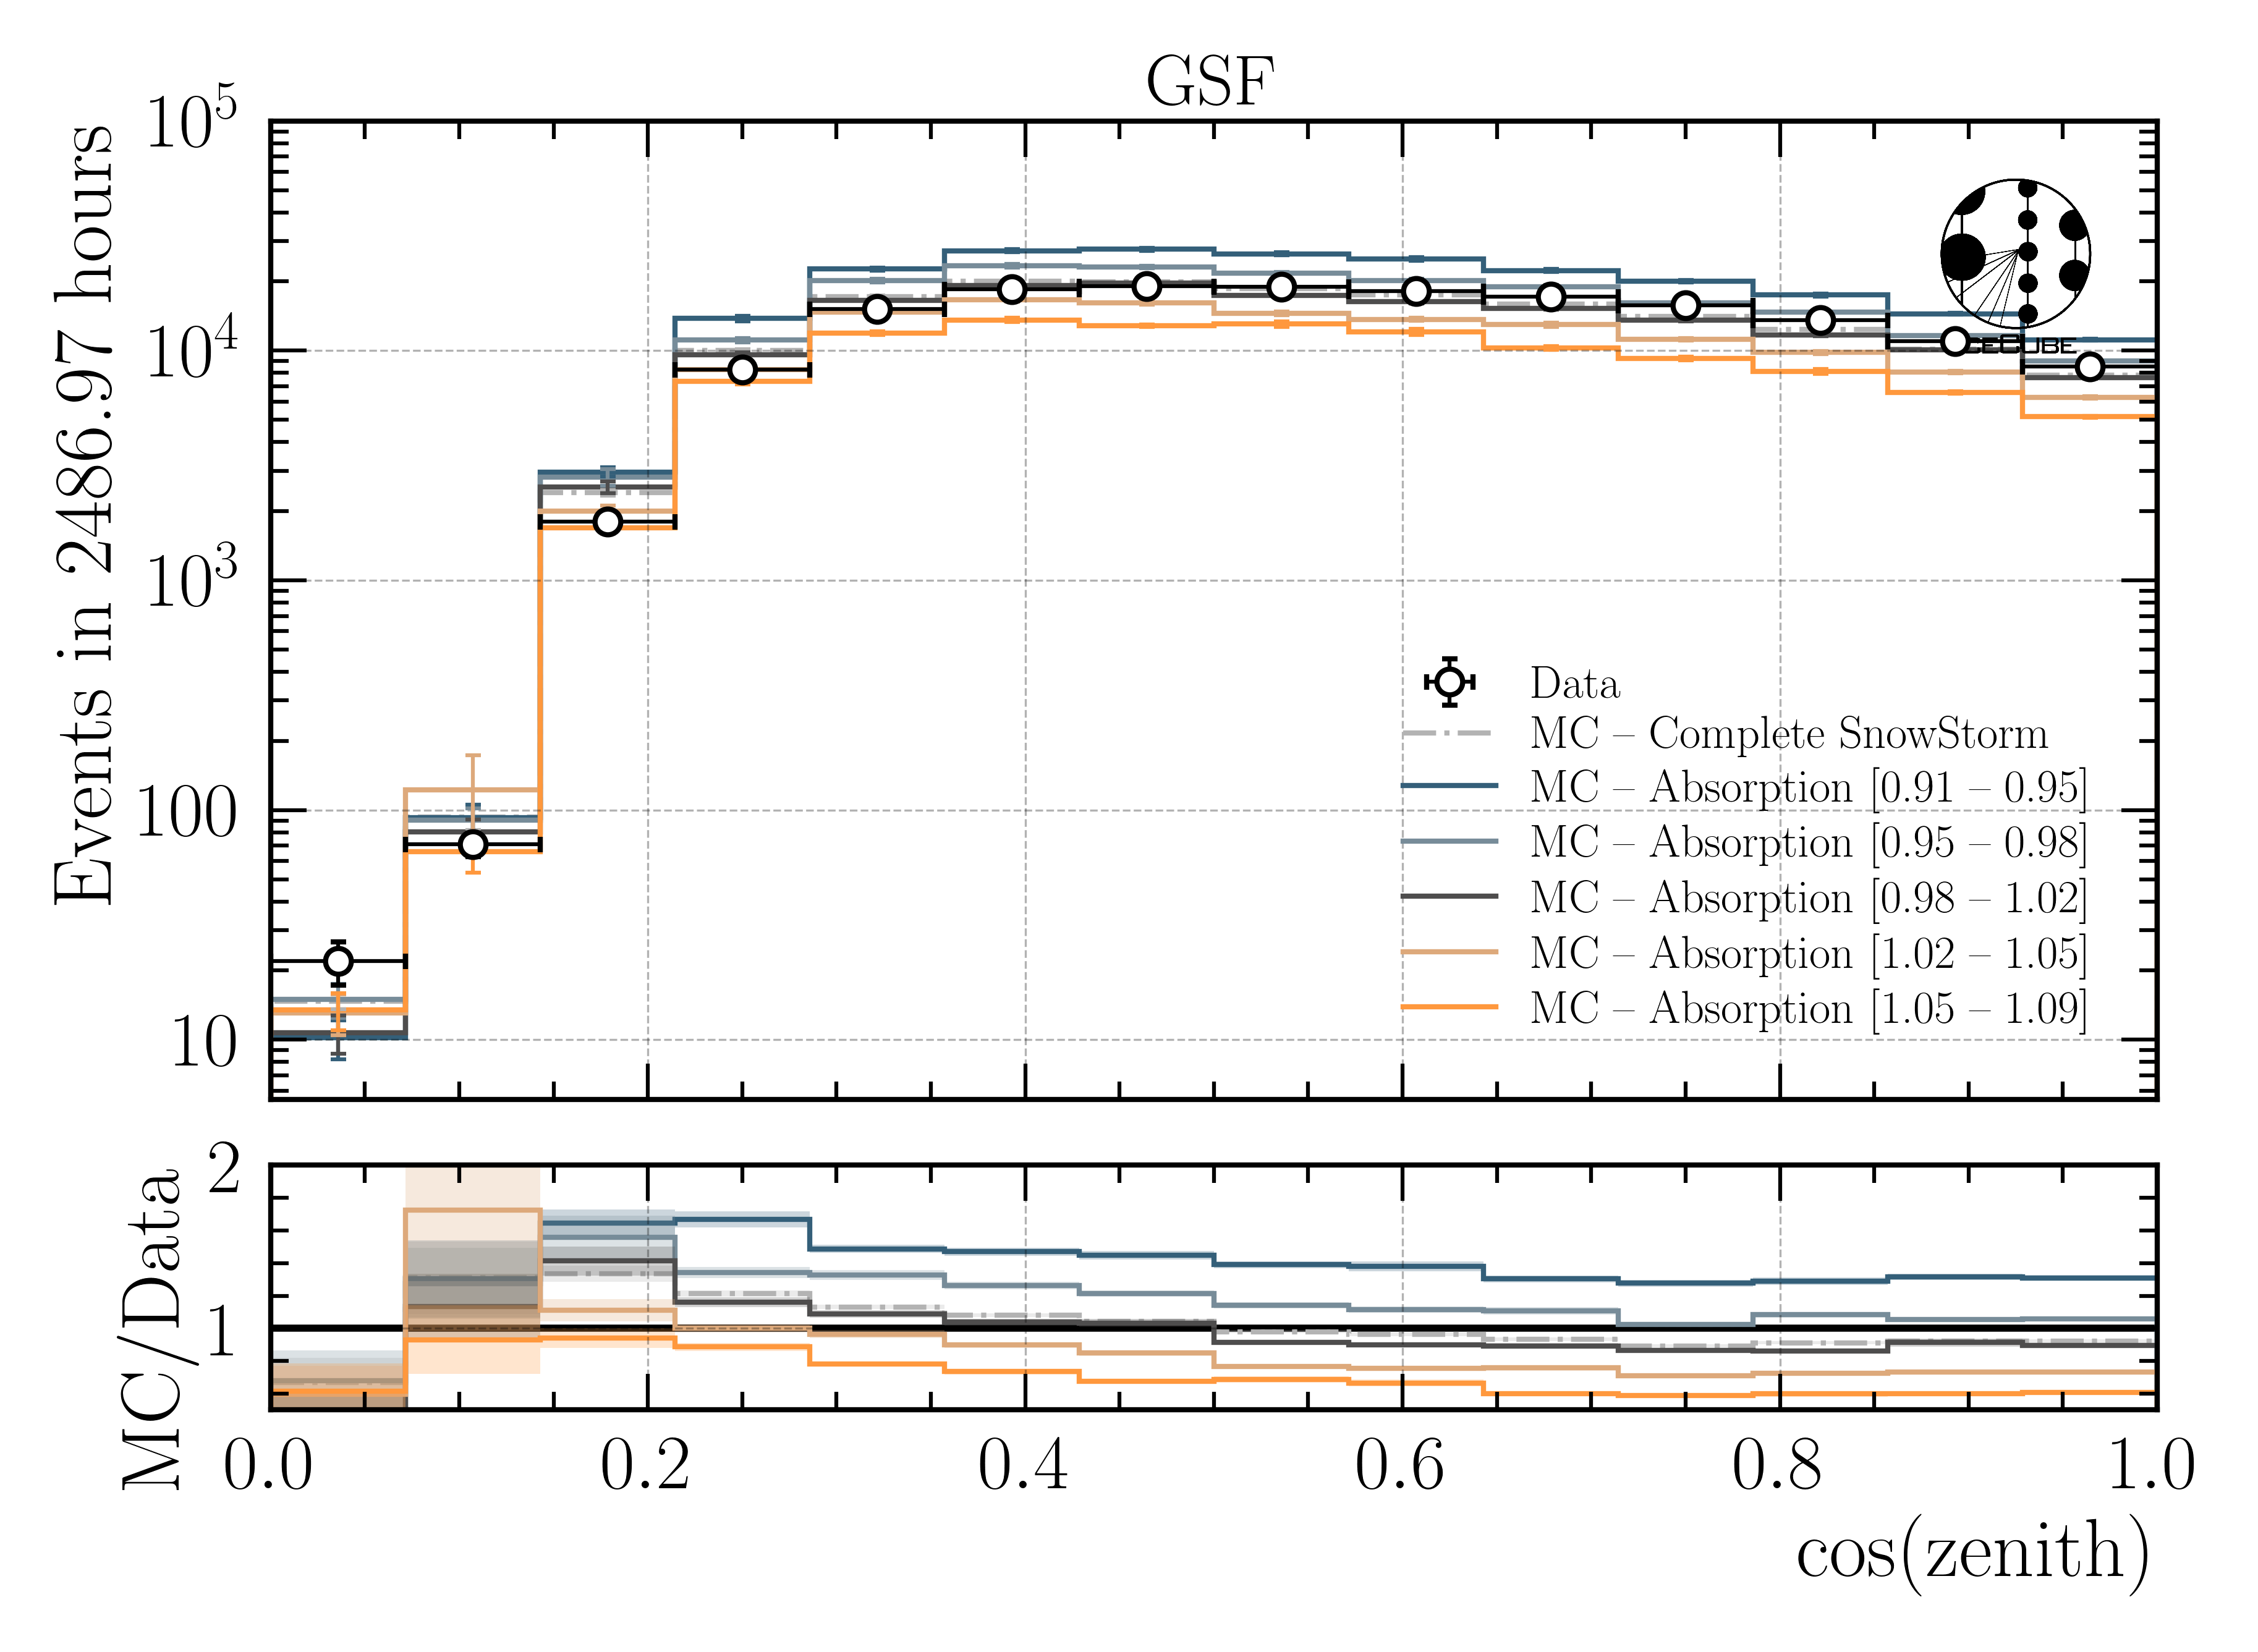 GSF
Events in 2486.97 hours
10^5
10^4
10^3
100
10
Data
MC – Complete SnowStorm
MC – Absorption [0.91 – 0.95]
MC – Absorption [0.95 – 0.98]
MC – Absorption [0.98 – 1.02]
MC – Absorption [1.02 – 1.05]
MC – Absorption [1.05 – 1.09]
MC/Data
2
1
0.0 0.2 0.4 0.6 0.8 1.0
cos(zenith)